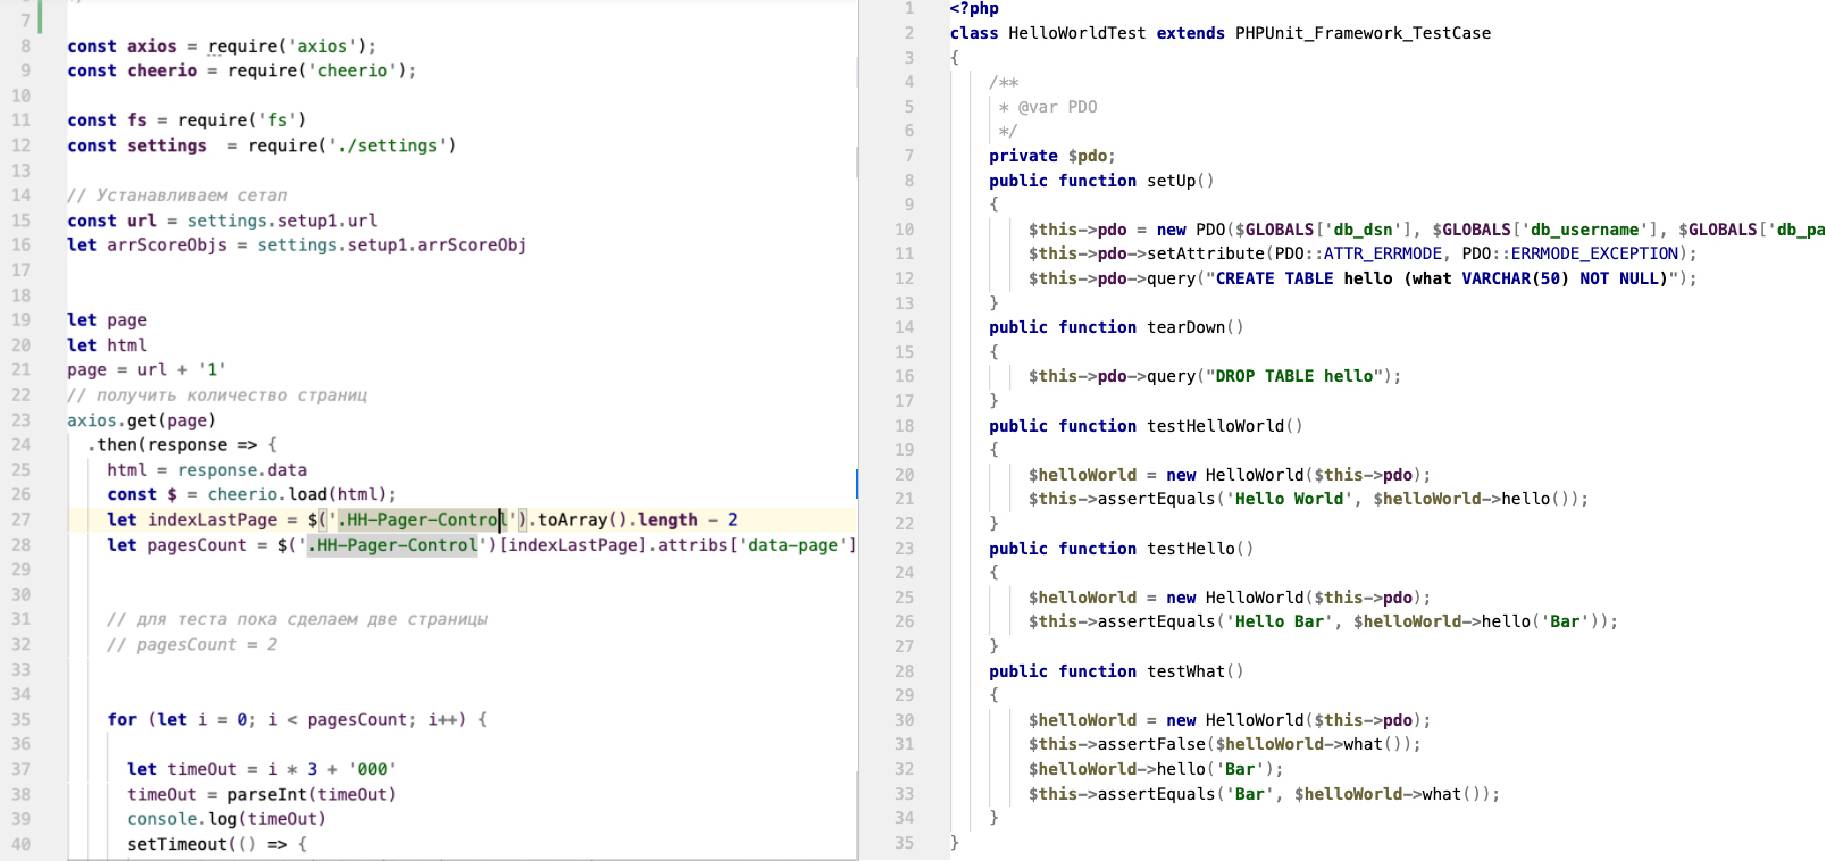 7
8 const axios = require('axios');
9 const cheerio = require('cheerio');
10
11 const fs = require('fs')
12 const settings  = require('./settings')
13
14 // Устанавливаем сетап
15 const url = settings.setup1.url
16 let arrScoreObjs = settings.setup1.arrScoreObj
17
18
19 let page
20 let html
21 page = url + '1'
22 // получить количество страниц
23 axios.get(page)
24   .then(response => {
25     html = response.data
26     const $ = cheerio.load(html);
27     let indexLastPage = $('.HH-Pager-Control').toArray().length - 2
28     let pagesCount = $('.HH-Pager-Control')[indexLastPage].attribs['data-page']
29
30
31     // для теста пока сделаем две страницы
32     // pagesCount = 2
33
34
35     for (let i = 0; i < pagesCount; i++) {
36
37       let timeOut = i * 3 + '000'
38       timeOut = parseInt(timeOut)
39       console.log(timeOut)
40       setTimeout(() => {
1 <?php
2 class HelloWorldTest extends PHPUnit_Framework_TestCase
3 {
4     /**
5      * @var PDO
6      */
7     private $pdo;
8     public function setUp()
9     {
10         $this->pdo = new PDO($GLOBALS['db_dsn'], $GLOBALS['db_username'], $GLOBALS['db_pa
11         $this->pdo->setAttribute(PDO::ATTR_ERRMODE, PDO::ERRMODE_EXCEPTION);
12         $this->pdo->query("CREATE TABLE hello (what VARCHAR(50) NOT NULL)");
13     }
14     public function tearDown()
15     {
16         $this->pdo->query("DROP TABLE hello");
17     }
18     public function testHelloWorld()
19     {
20         $helloWorld = new HelloWorld($this->pdo);
21         $this->assertEquals('Hello World', $helloWorld->hello());
22     }
23     public function testHello()
24     {
25         $helloWorld = new HelloWorld($this->pdo);
26         $this->assertEquals('Hello Bar', $helloWorld->hello('Bar'));
27     }
28     public function testWhat()
29     {
30         $helloWorld = new HelloWorld($this->pdo);
31         $this->assertFalse($helloWorld->what());
32         $helloWorld->hello('Bar');
33         $this->assertEquals('Bar', $helloWorld->what());
34     }
35 }